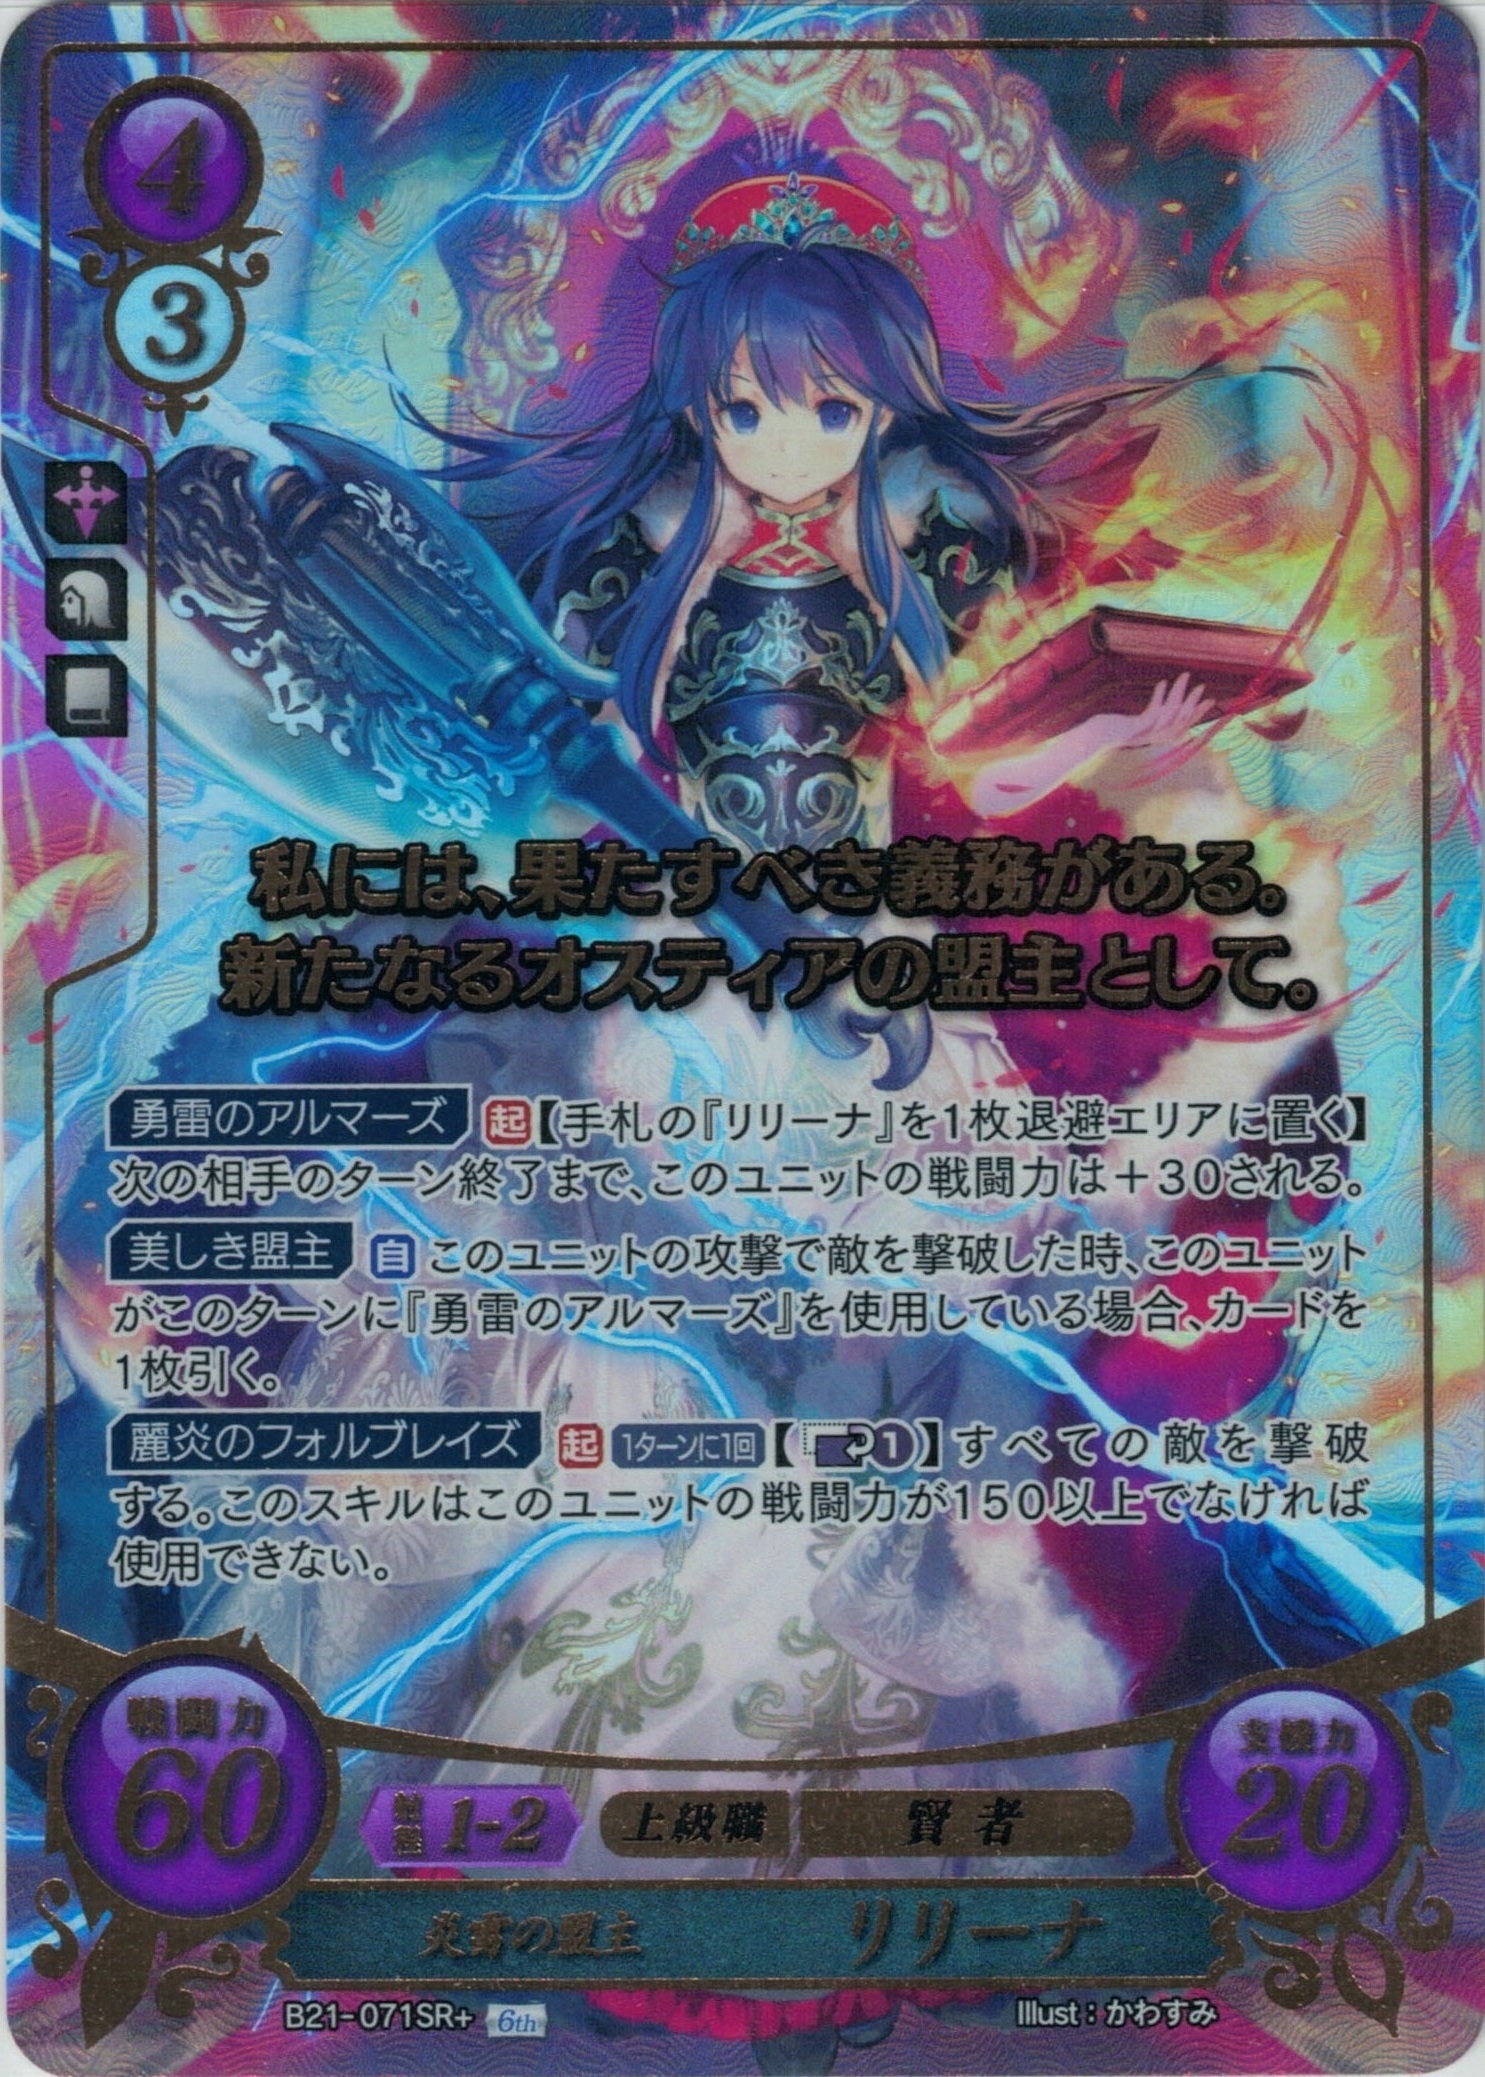 4
3
私には、果たすべき義務がある。
新たなるオスティアの盟主として。
勇雷のアルマーズ 起【手札の『リリーナ』を1枚退避エリアに置く】
次の相手のターン終了まで、このユニットの戦闘力は+30される。
美しき盟主 自 このユニットの攻撃で敵を撃破した時、このユニット
がこのターンに『勇雷のアルマーズ』を使用している場合、カードを
1枚引く。
麗炎のフォルブレイズ 起 1ターンに1回【 1】すべての敵を撃破
する。このスキルはこのユニットの戦闘力が150以上でなければ
使用できない。
戦闘力
60
射程 1-2 上級職 賢者
支援力
20
炎雷の盟主 リリーナ
B21-071SR+ 6th Illust:かわすみ